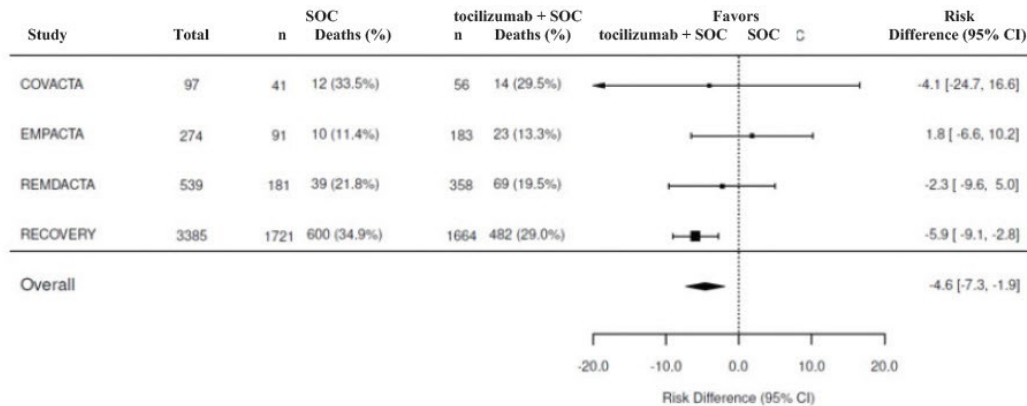 SOC tocilizumab + SOC Favors Risk
Study Total n Deaths (%) n Deaths (%) tocilizumab + SOC SOC Difference (95% CI)
COVACTA 97 41 12 (33.5%) 56 14 (29.5%) -4.1 [-24.7, 16.6]
EMPACTA 274 91 10 (11.4%) 183 23 (13.3%) 1.8 [ -6.6, 10.2]
REMDACTA 539 181 39 (21.8%) 358 69 (19.5%) -2.3 [ -9.6, 5.0]
RECOVERY 3385 1721 600 (34.9%) 1664 482 (29.0%) -5.9 [ -9.1, -2.8]
Overall -4.6 [-7.3, -1.9]
-20.0 -10.0 0.0 10.0 20.0
Risk Difference (95% CI)